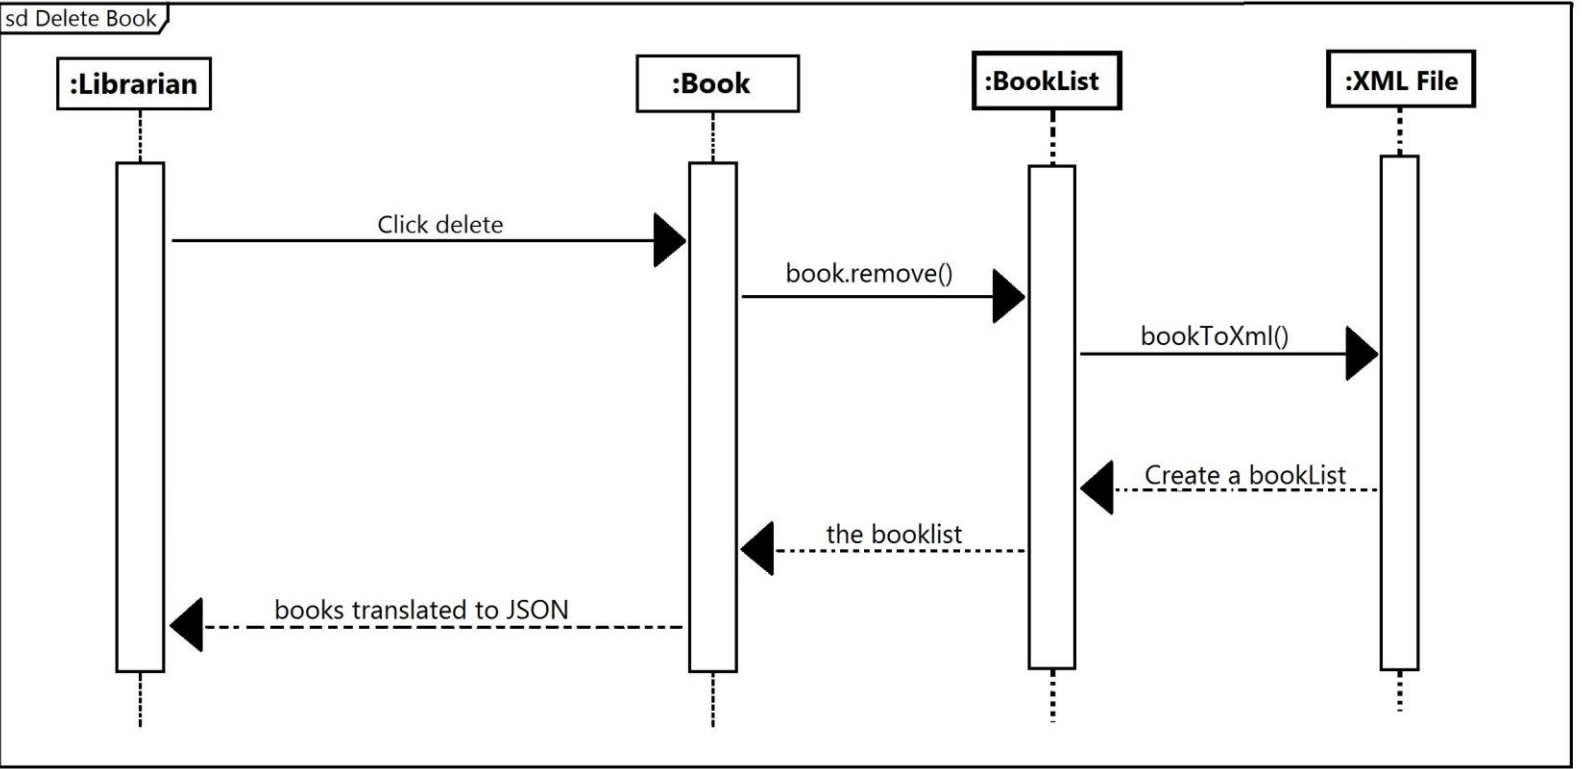 sd Delete Book
:Librarian
:Book
:BookList
:XML File
Click delete
book.remove()
bookToXml()
Create a bookList
the booklist
books translated to JSON